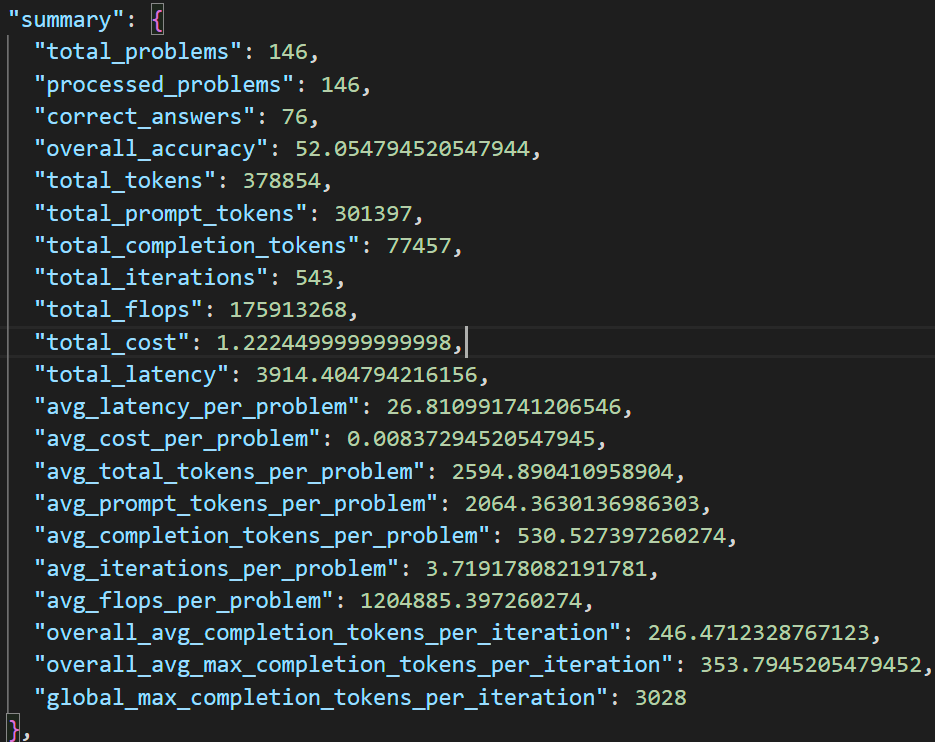 "summary": {
"total_problems": 146,
"processed_problems": 146,
"correct_answers": 76,
"overall_accuracy": 52.054794520547944,
"total_tokens": 378854,
"total_prompt_tokens": 301397,
"total_completion_tokens": 77457,
"total_iterations": 543,
"total_flops": 175913268,
"total_cost": 1.2224499999999998,
"total_latency": 3914.404794216156,
"avg_latency_per_problem": 26.810991741206546,
"avg_cost_per_problem": 0.00837294520547945,
"avg_total_tokens_per_problem": 2594.890410958904,
"avg_prompt_tokens_per_problem": 2064.3630136986303,
"avg_completion_tokens_per_problem": 530.527397260274,
"avg_iterations_per_problem": 3.719178082191781,
"avg_flops_per_problem": 1204885.397260274,
"overall_avg_completion_tokens_per_iteration": 246.4712328767123,
"overall_avg_max_completion_tokens_per_iteration": 353.7945205479452,
"global_max_completion_tokens_per_iteration": 3028
},